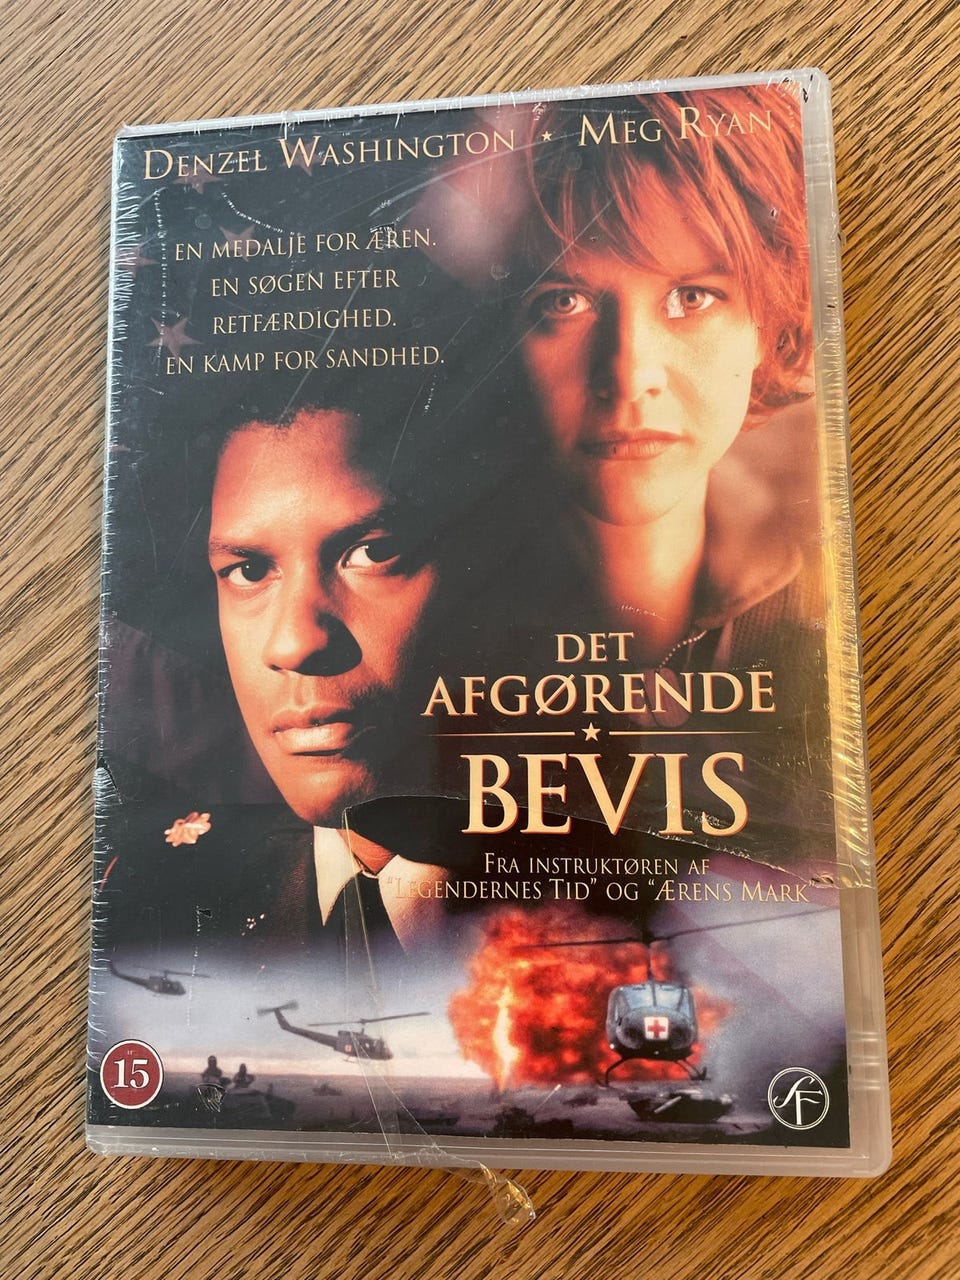 DENZEL WASHINGTON ★ MEG RYAN
EN MEDALJE FOR ÆREN.
EN SØGEN EFTER
RETFÆRDIGHED.
EN KAMP FOR SANDHED.
DET
AFGØRENDE
★
BEVIS
FRA INSTRUKTØREN AF
"LEGENDERNES TID" OG "ÆRENS MARK"
15
SF